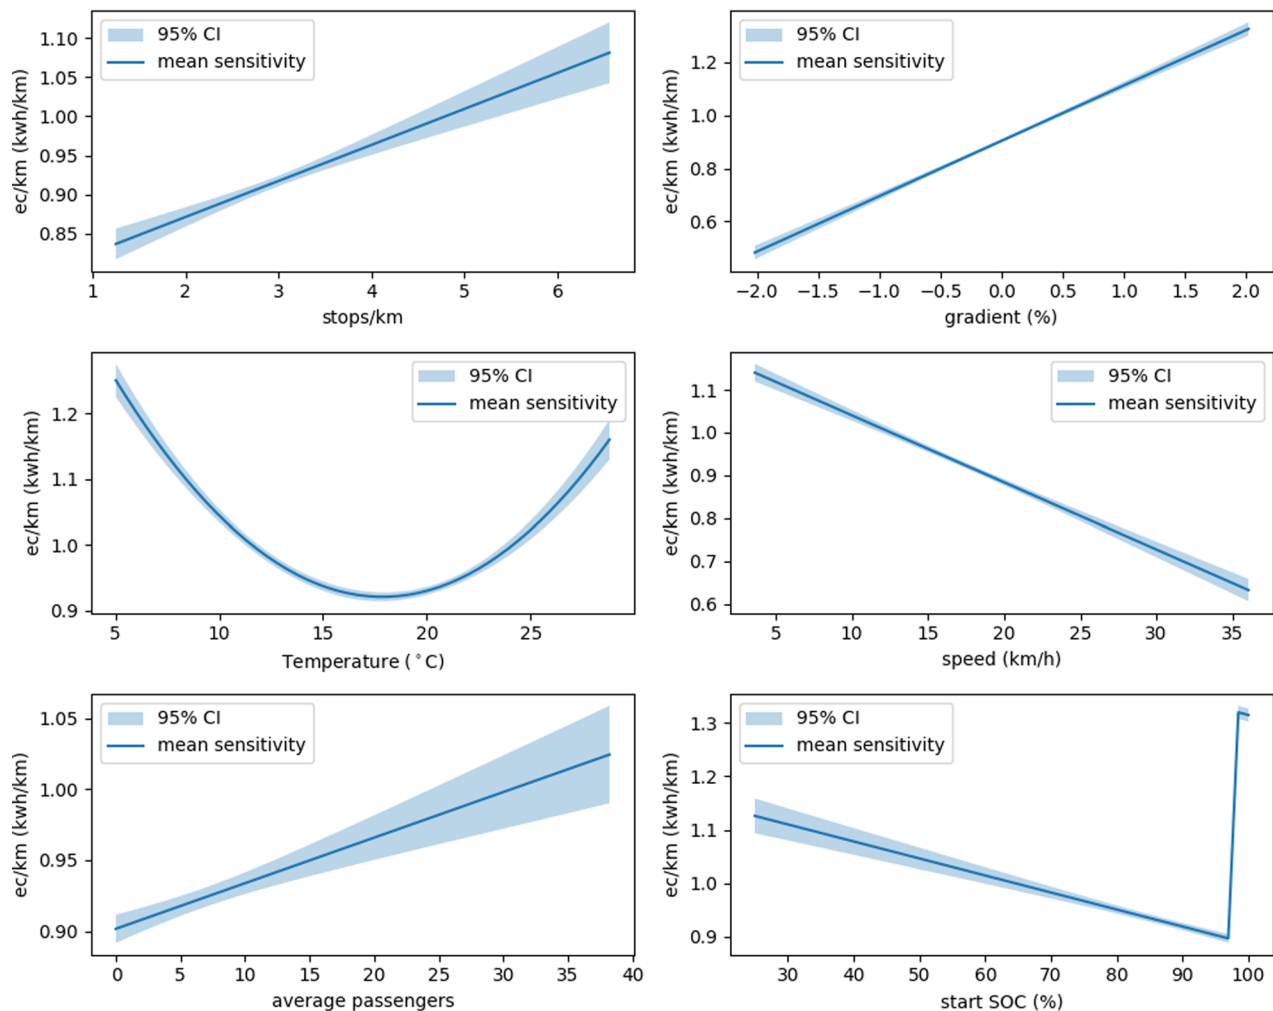 95% CI
mean sensitivity
ec/km (kwh/km)
1.10
1.05
1.00
0.95
0.90
0.85
1 2 3 4 5 6
stops/km
95% CI
mean sensitivity
ec/km (kwh/km)
1.2
1.0
0.8
0.6
−2.0 −1.5 −1.0 −0.5 0.0 0.5 1.0 1.5 2.0
gradient (%)
95% CI
mean sensitivity
ec/km (kwh/km)
1.2
1.1
1.0
0.9
5 10 15 20 25
Temperature (°C)
95% CI
mean sensitivity
ec/km (kwh/km)
1.1
1.0
0.9
0.8
0.7
0.6
5 10 15 20 25 30 35
speed (km/h)
95% CI
mean sensitivity
ec/km (kwh/km)
1.05
1.00
0.95
0.90
0 5 10 15 20 25 30 35 40
average passengers
95% CI
mean sensitivity
ec/km (kwh/km)
1.3
1.2
1.1
1.0
0.9
30 40 50 60 70 80 90 100
start SOC (%)